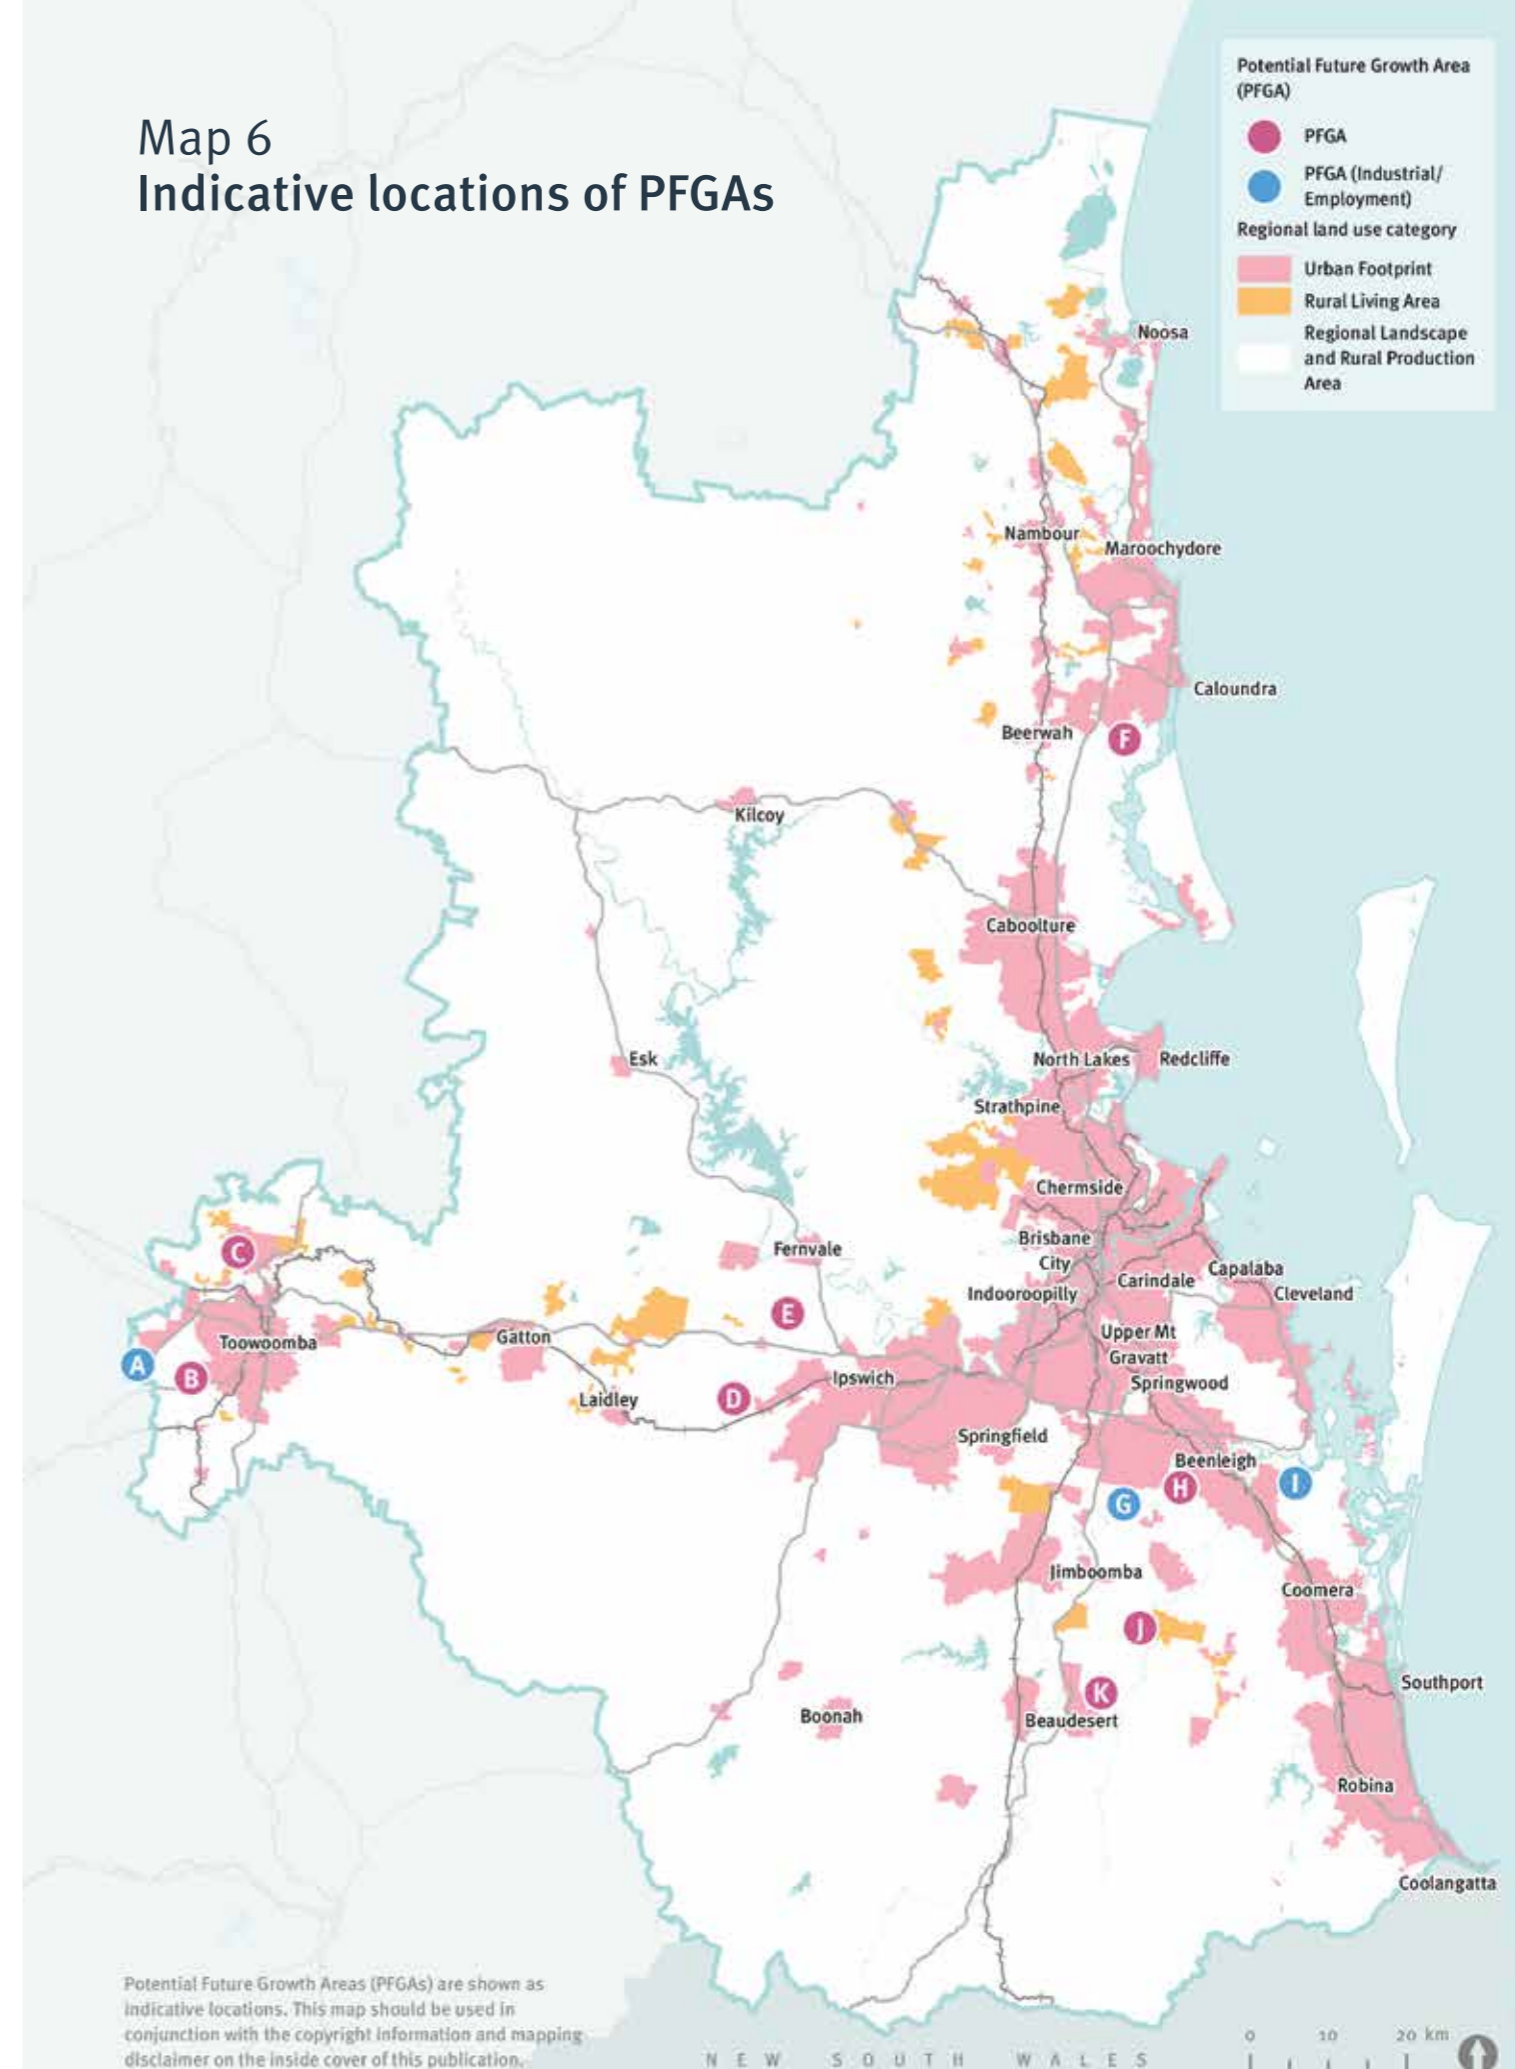 Map 6
Indicative locations of PFGAs
Potential Future Growth Area
(PFGA)
PFGA
PFGA (Industrial/
Employment)
Regional land use category
Urban Footprint
Rural Living Area
Regional Landscape
and Rural Production
Area
Noosa
Nambour
Maroochydore
Caloundra
Beerwah
F
Kilcoy
Caboolture
Esk
North Lakes
Redcliffe
Strathpine
Chermside
Brisbane
City
Fernvale
C
Capalaba
Carindale
Cleveland
Indooroopilly
E
Upper Mt
Gravatt
Gatton
Toowoomba
A
B
Ipswich
Springwood
D
Laidley
Springfield
Beenleigh
H
I
G
Jimboomba
Coomera
J
Southport
K
Boonah
Beaudesert
Robina
Coolangatta
Potential Future Growth Areas (PFGAs) are shown as
indicative locations. This map should be used in
conjunction with the copyright information and mapping
disclaimer on the inside cover of this publication.
NEW SOUTH WALES
0 10 20 km